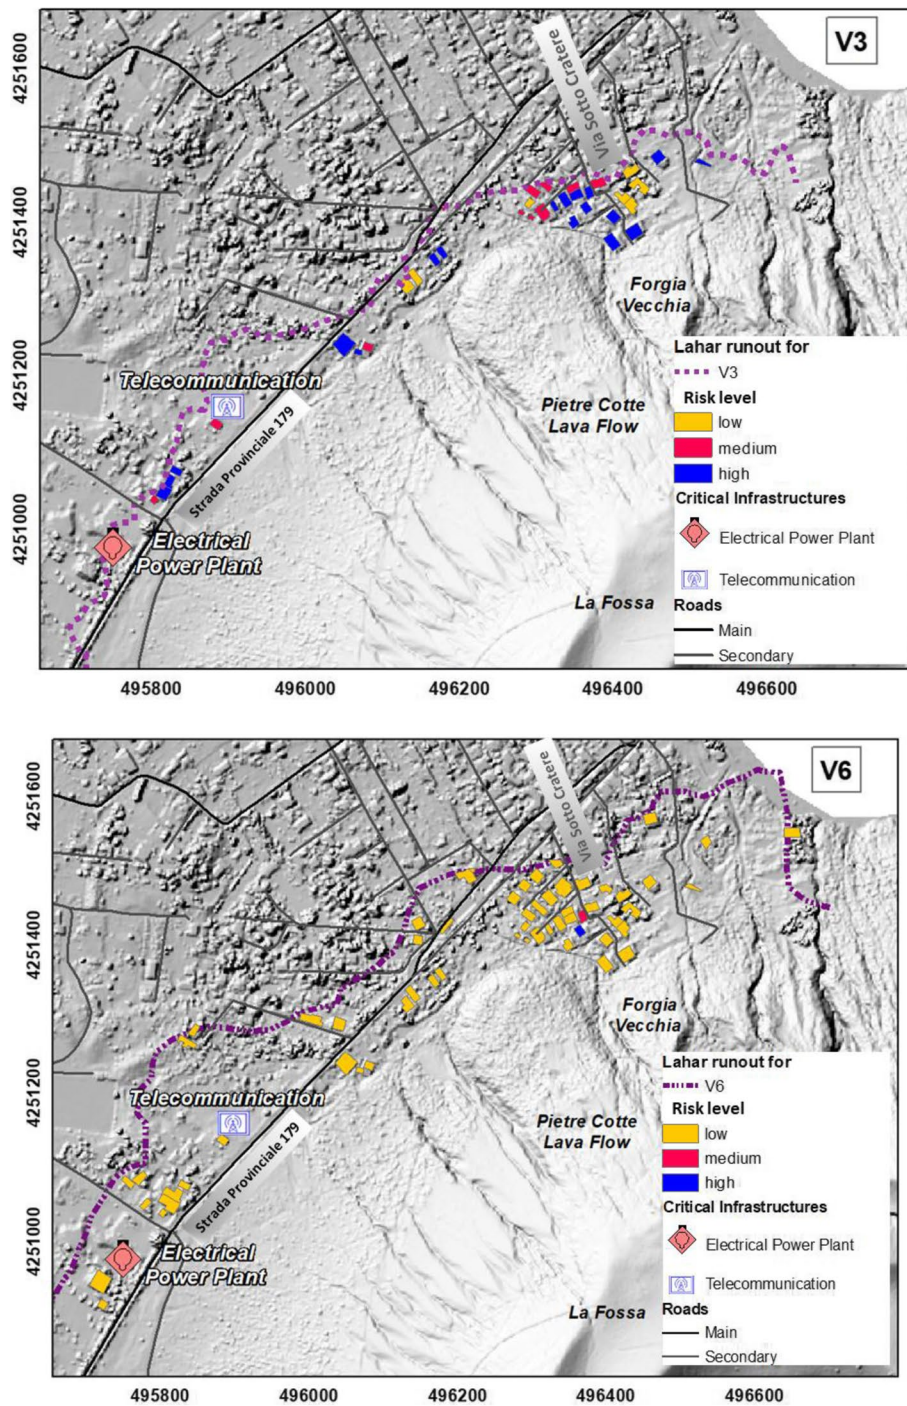 V3
4251600
Via Sotto Cratere
4251400
Forgia
Vecchia
Lahar runout for
V3
4251200
Telecommunication
Risk level
low
Pietre Cotte
Lava Flow
medium
high
Strada Provinciale 179
Critical Infrastructures
4251000
Electrical
Power Plant
Electrical Power Plant
Telecommunication
La Fossa
Roads
Main
Secondary
495800
496000
496200
496400
496600
V6
4251600
Via Sotto Cratere
4251400
Forgia
Vecchia
Lahar runout for
V6
4251200
Telecommunication
Risk level
low
Pietre Cotte
Lava Flow
medium
high
Strada Provinciale 179
Critical Infrastructures
4251000
Electrical
Power Plant
Electrical Power Plant
Telecommunication
La Fossa
Roads
Main
Secondary
495800
496000
496200
496400
496600